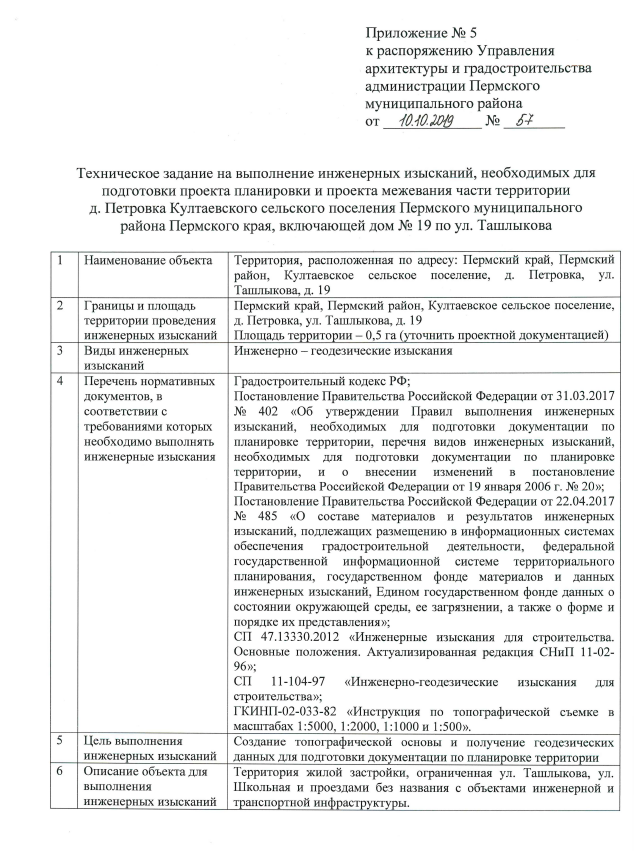 Приложение № 5
к распоряжению Управления
архитектуры и градостроительства
администрации Пермского
муниципального района
от 10.10.2019 № 57
Техническое задание на выполнение инженерных изысканий, необходимых для
подготовки проекта планировки и проекта межевания части территории
д. Петровка Култаевского сельского поселения Пермского муниципального
района Пермского края, включающей дом № 19 по ул. Ташлыкова
1 Наименование объекта Территория, расположенная по адресу: Пермский край, Пермский
район, Култаевское сельское поселение, д. Петровка, ул.
Ташлыкова, д. 19
2 Границы и площадь Пермский край, Пермский район, Култаевское сельское поселение,
территории проведения д. Петровка, ул. Ташлыкова, д. 19
инженерных изысканий Площадь территории – 0,5 га (уточнить проектной документацией)
3 Виды инженерных Инженерно – геодезические изыскания
изысканий
4 Перечень нормативных Градостроительный кодекс РФ;
документов, в Постановление Правительства Российской Федерации от 31.03.2017
соответствии с № 402 «Об утверждении Правил выполнения инженерных
требованиями которых изысканий, необходимых для подготовки документации по
необходимо выполнять планировке территории, перечня видов инженерных изысканий,
инженерные изыскания необходимых для подготовки документации по планировке
территории, и о внесении изменений в постановление
Правительства Российской Федерации от 19 января 2006 г. № 20»;
Постановление Правительства Российской Федерации от 22.04.2017
№ 485 «О составе материалов и результатов инженерных
изысканий, подлежащих размещению в информационных системах
обеспечения градостроительной деятельности, федеральной
государственной информационной системе территориального
планирования, государственном фонде материалов и данных
инженерных изысканий, Едином государственном фонде данных о
состоянии окружающей среды, ее загрязнении, а также о форме и
порядке их представления»;
СП 47.13330.2012 «Инженерные изыскания для строительства.
Основные положения. Актуализированная редакция СНиП 11-02-
96»;
СП 11-104-97 «Инженерно-геодезические изыскания для
строительства»;
ГКИНП-02-033-82 «Инструкция по топографической съемке в
масштабах 1:5000, 1:2000, 1:1000 и 1:500».
5 Цель выполнения Создание топографической основы и получение геодезических
инженерных изысканий данных для подготовки документации по планировке территории
6 Описание объекта для Территория жилой застройки, ограниченная ул. Ташлыкова, ул.
выполнения Школьная и проездами без названия с объектами инженерной и
инженерных изысканий транспортной инфраструктуры.